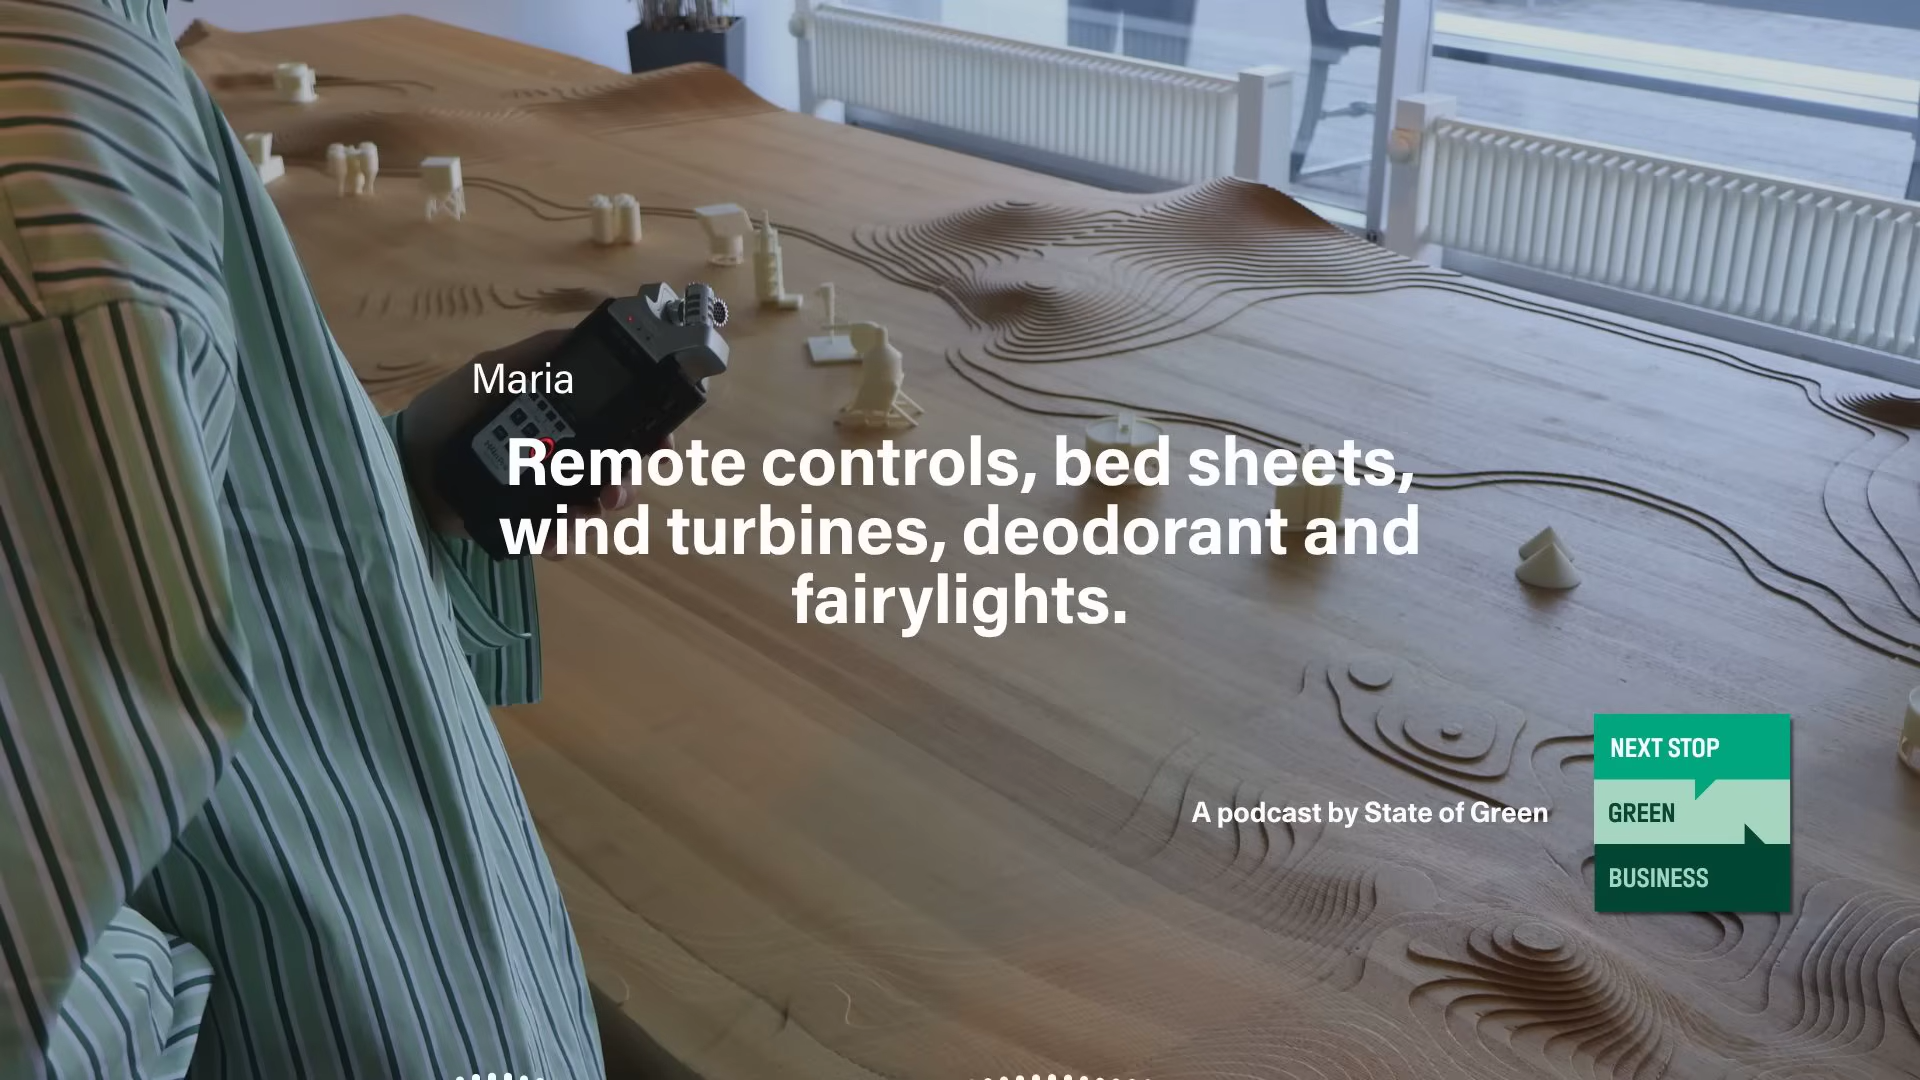 Maria
Remote controls, bed sheets,
wind turbines, deodorant and
fairylights.
A podcast by State of Green
NEXT STOP
GREEN
BUSINESS